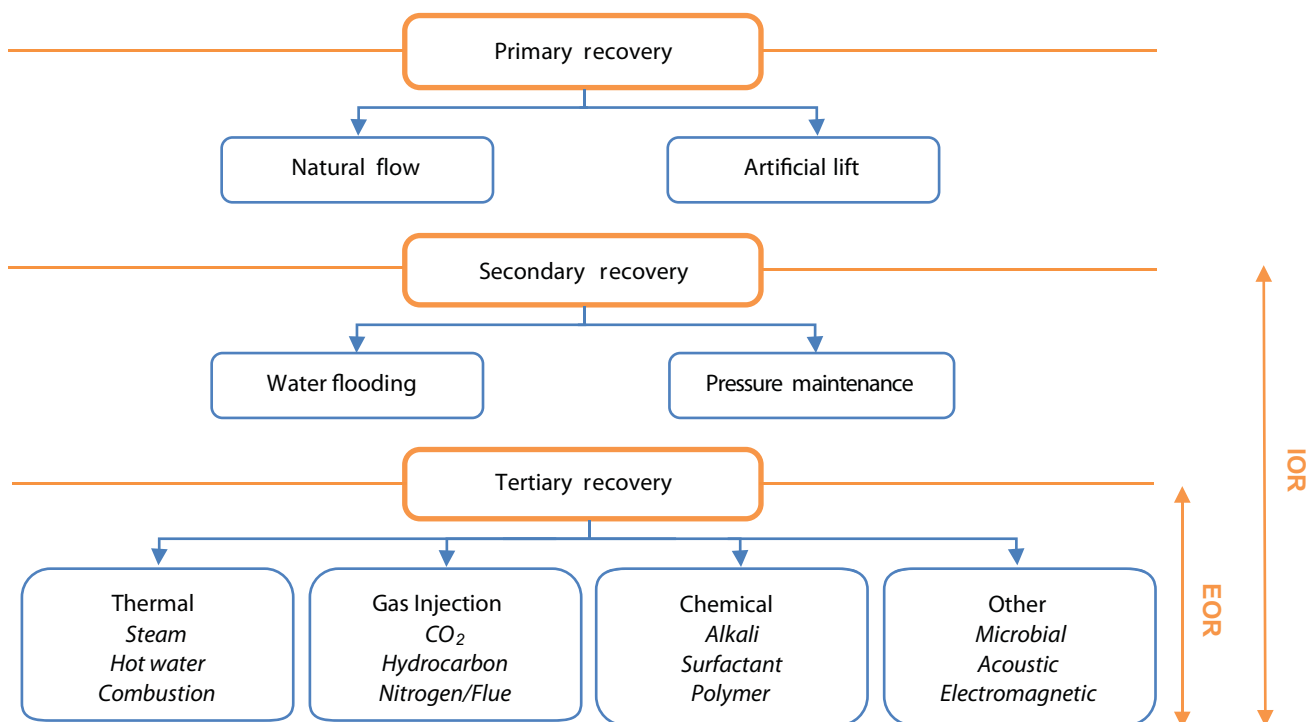 Primary recovery
Natural flow
Artificial lift
Secondary recovery
Water flooding
Pressure maintenance
Tertiary recovery
Thermal
Steam
Hot water
Combustion
Gas Injection
CO₂
Hydrocarbon
Nitrogen/Flue
Chemical
Alkali
Surfactant
Polymer
Other
Microbial
Acoustic
Electromagnetic
EOR
IOR